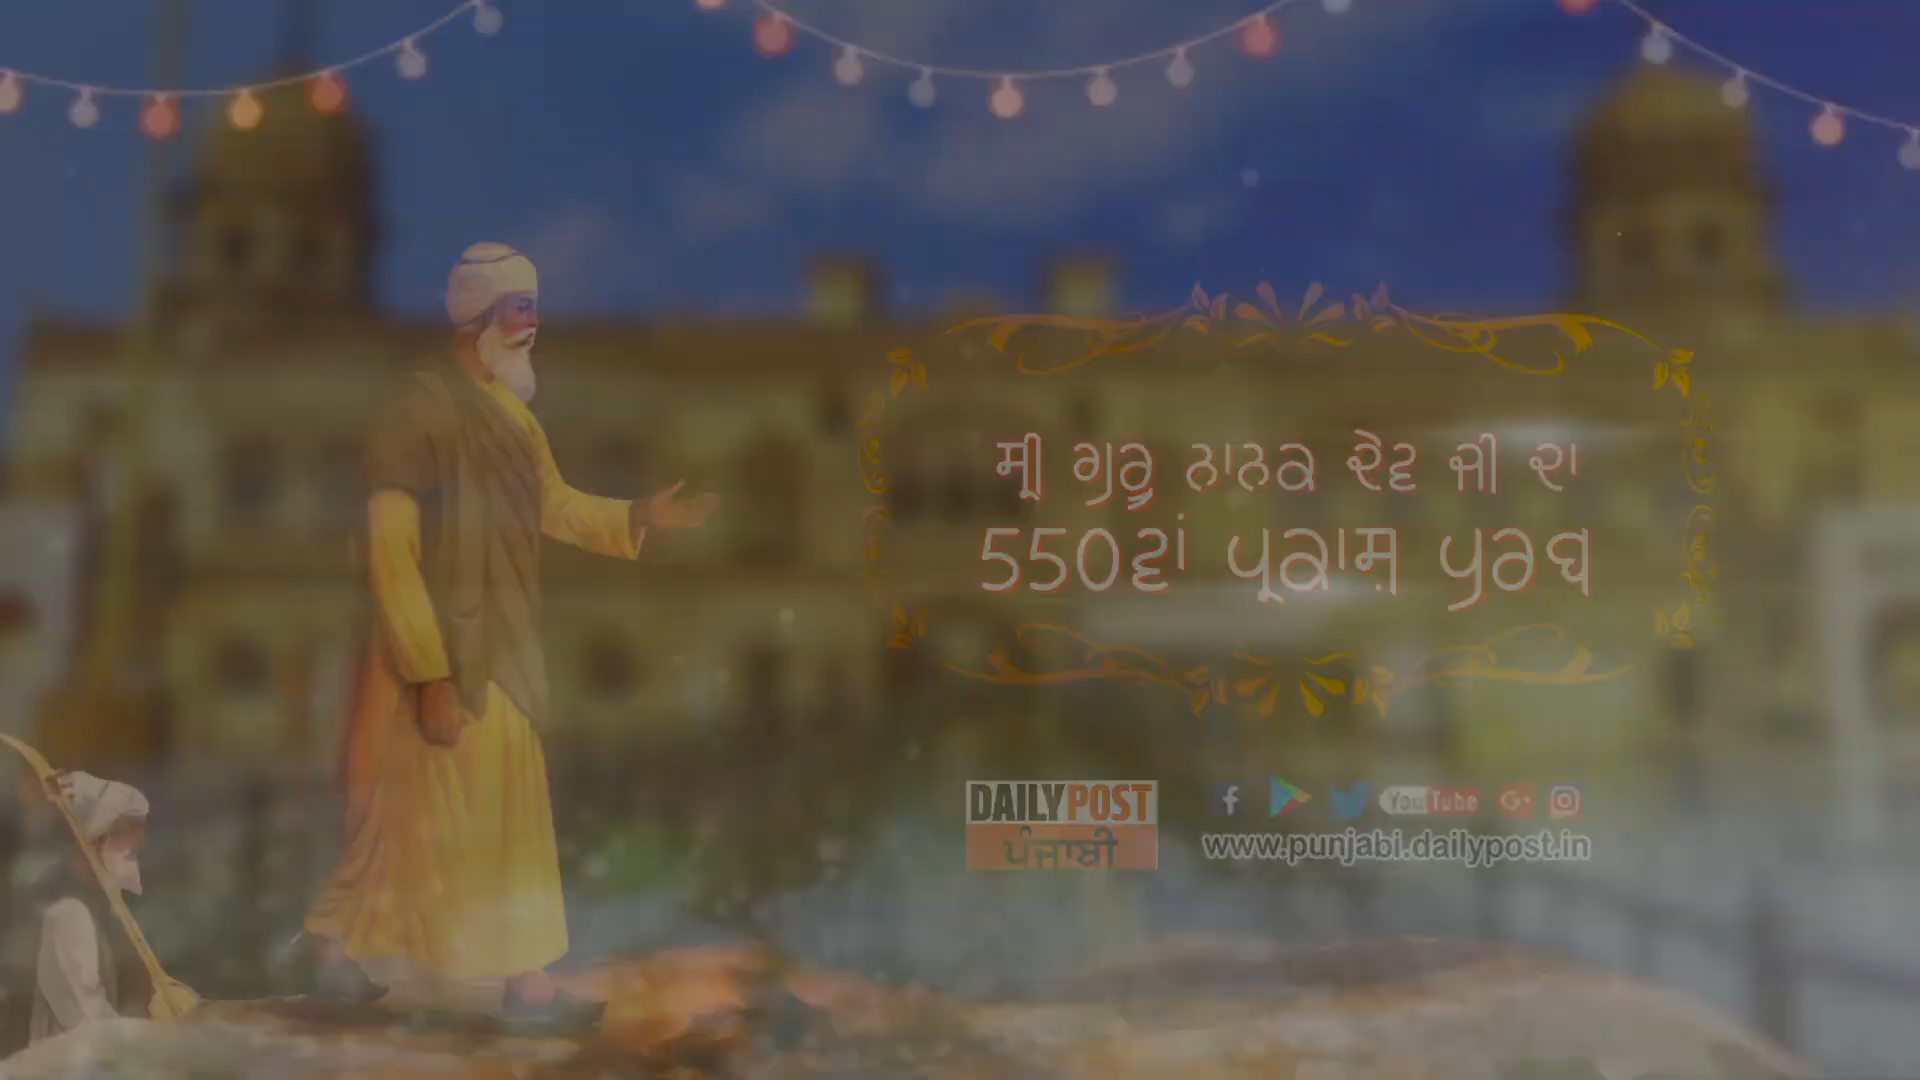 ਸ੍ਰੀ ਗੁਰੂ ਨਾਨਕ ਦੇਵ ਜੀ ਦਾ
550ਵਾਂ ਪ੍ਰਕਾਸ਼ ਪੁਰਬ
DAILYPOST
ਪੰਜਾਬੀ
YouTube G+
www.punjabi.dailypost.in